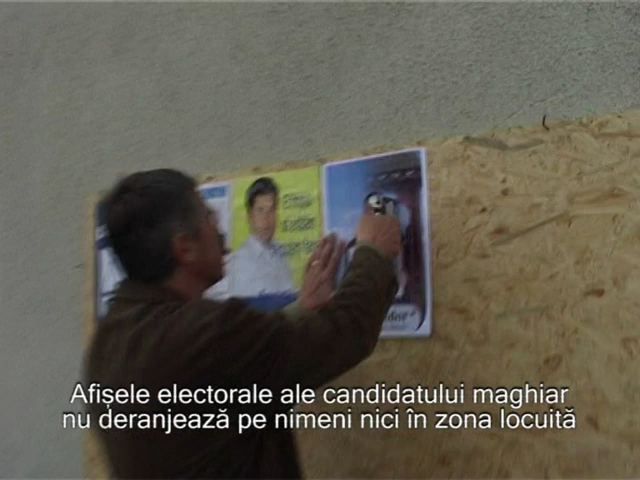 Afișele electorale ale candidatului maghiar
nu deranjează pe nimeni nici în zona locuită